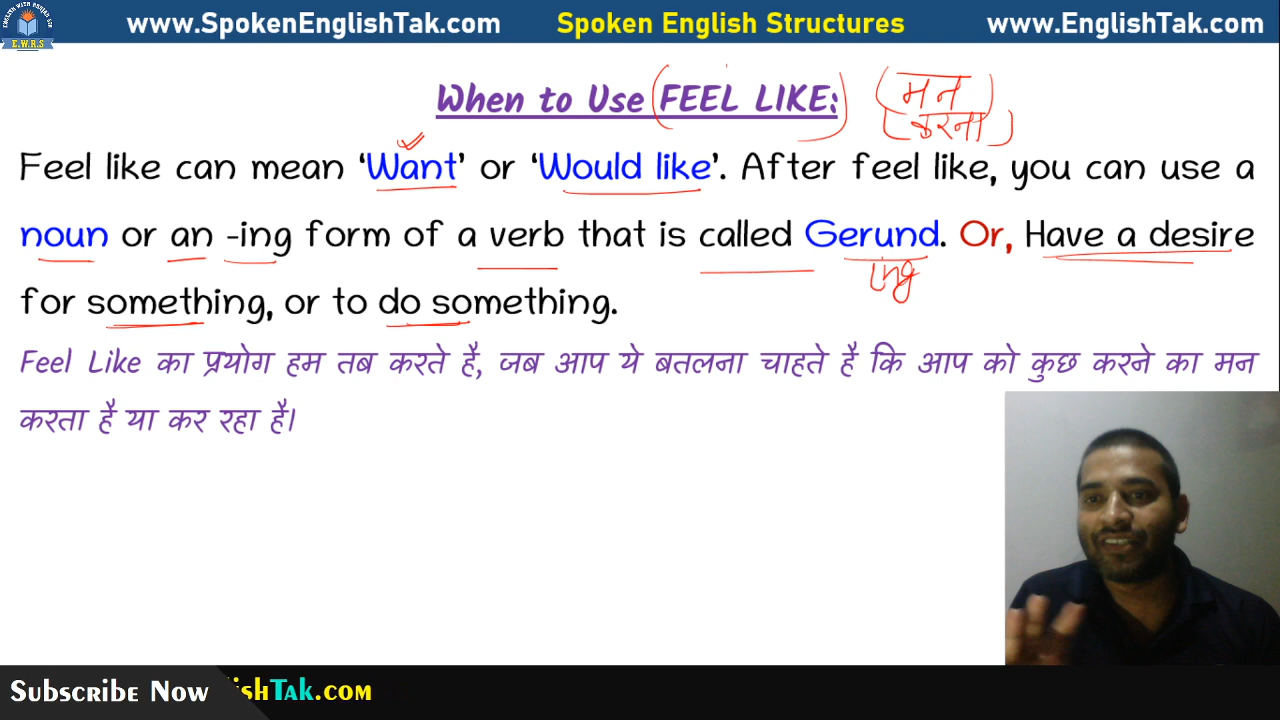 www.SpokenEnglishTak.com Spoken English Structures www.EnglishTak.com
E.W.R.S
When to Use FEEL LIKE: मन
करना
Feel like can mean ‘Want’ or ‘Would like’. After feel like, you can use a
noun or an -ing form of a verb that is called Gerund. Or, Have a desire
ing
for something, or to do something.
Feel Like का प्रयोग हम तब करते है, जब आप ये बतलना चाहते है कि आप को कुछ करने का मन
करता है या कर रहा है।
Subscribe Now lishTak.com